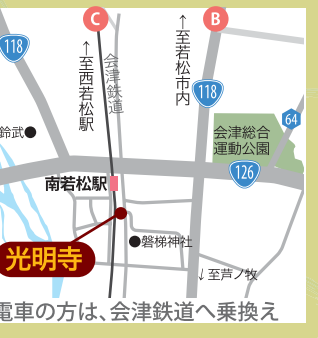 C
B
118
↑至西若松駅
会津鉄道
↑至若松市内
118
64
鈴武●
会津総合
運動公園
126
南若松駅
●磐梯神社
光明寺
↓至芦ノ牧
電車の方は、会津鉄道へ乗換え